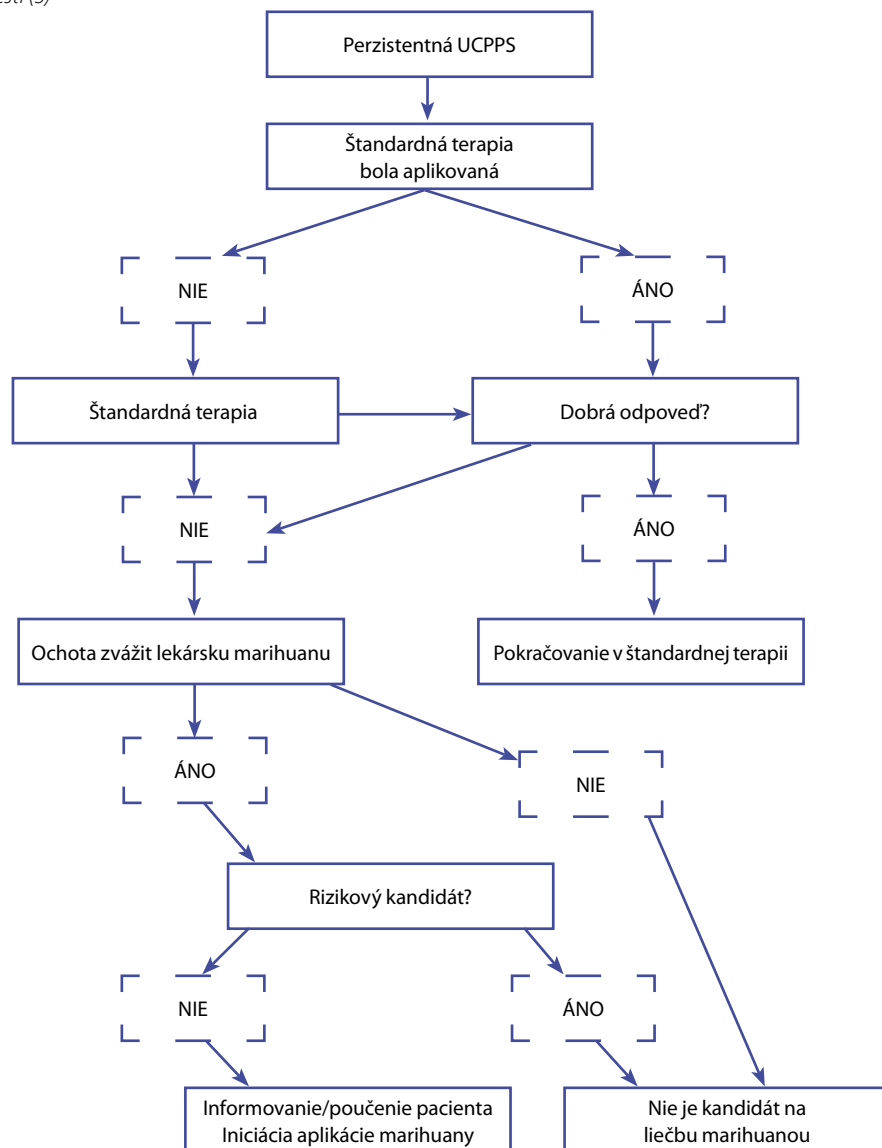 Perzistentná UCPPS
Štandardná terapia
bola aplikovaná
NIE
ÁNO
Štandardná terapia
Dobrá odpoveď?
NIE
ÁNO
Ochota zvážit lekársku marihuanu
Pokračovanie v štandardnej terapii
ÁNO
NIE
Rizikový kandidát?
NIE
ÁNO
Informovanie/poučenie pacienta
Iniciácia aplikácie marihuany
Nie je kandidát na
liečbu marihuanou